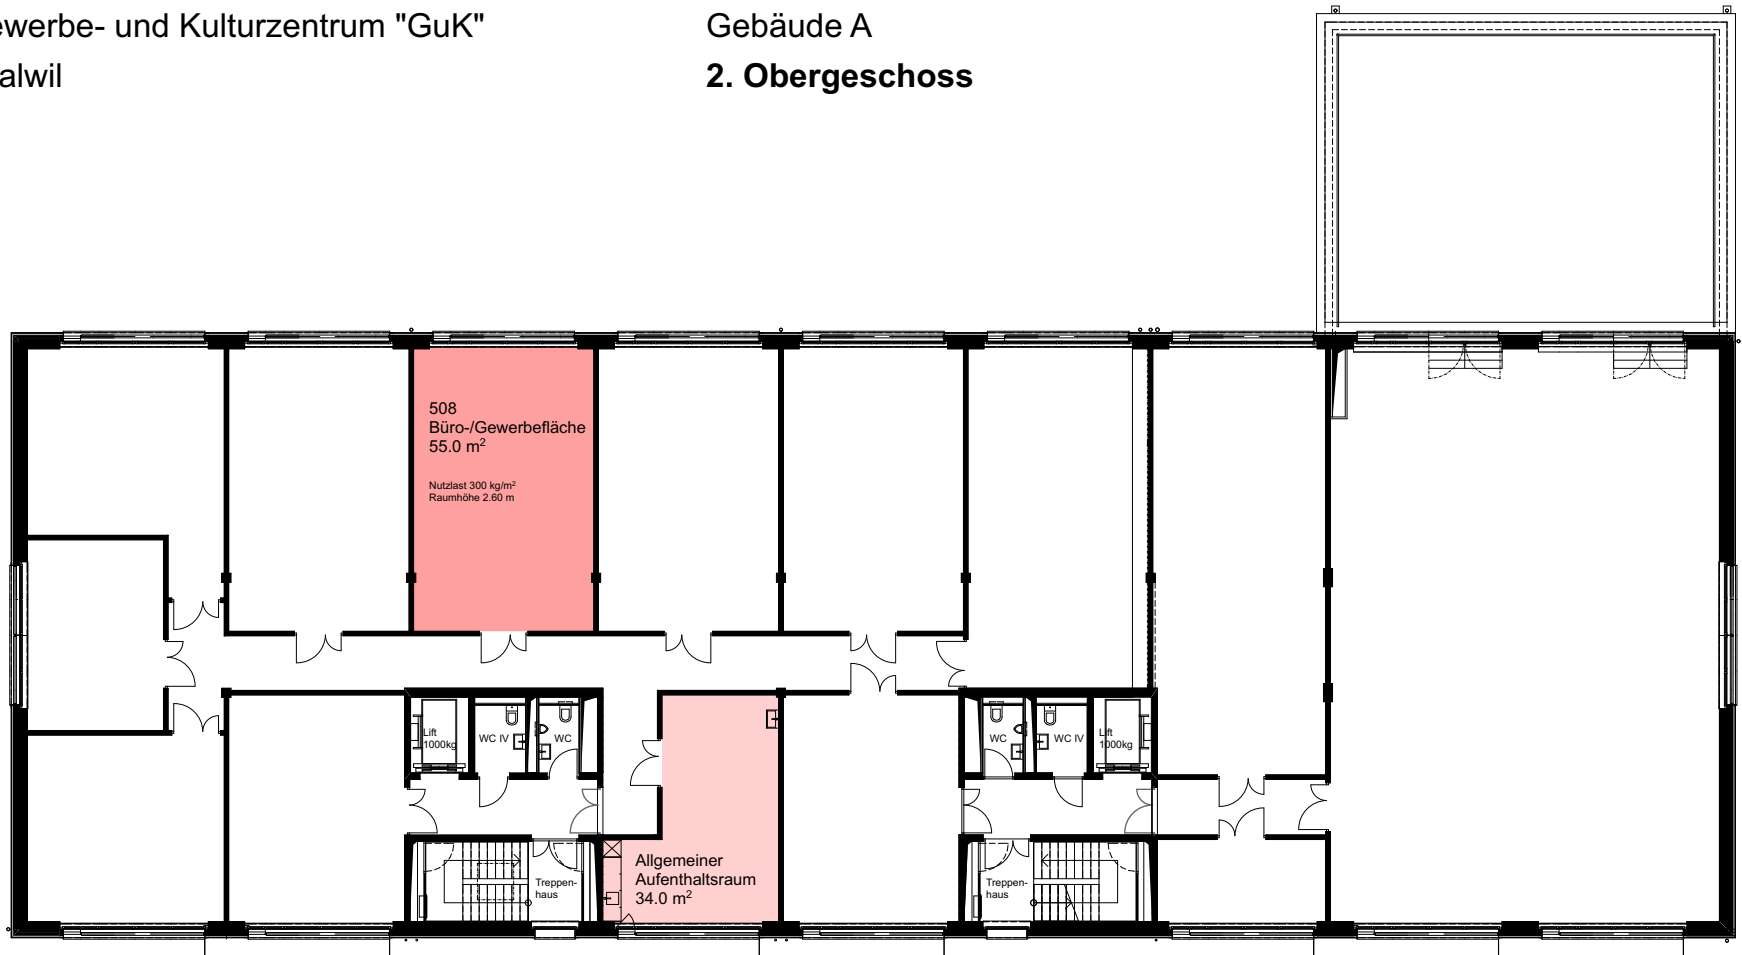 ewerbe- und Kulturzentrum "GuK"
alwil
Gebäude A
2. Obergeschoss
508
Büro-/Gewerbefläche
55.0 m²
Nutzlast 300 kg/m²
Raumhöhe 2.60 m
Lift
1000kg
WC IV
WC
WC
WC IV
Lift
1000kg
Allgemeiner
Aufenthaltsraum
34.0 m²
Treppen-
haus
Treppen-
haus